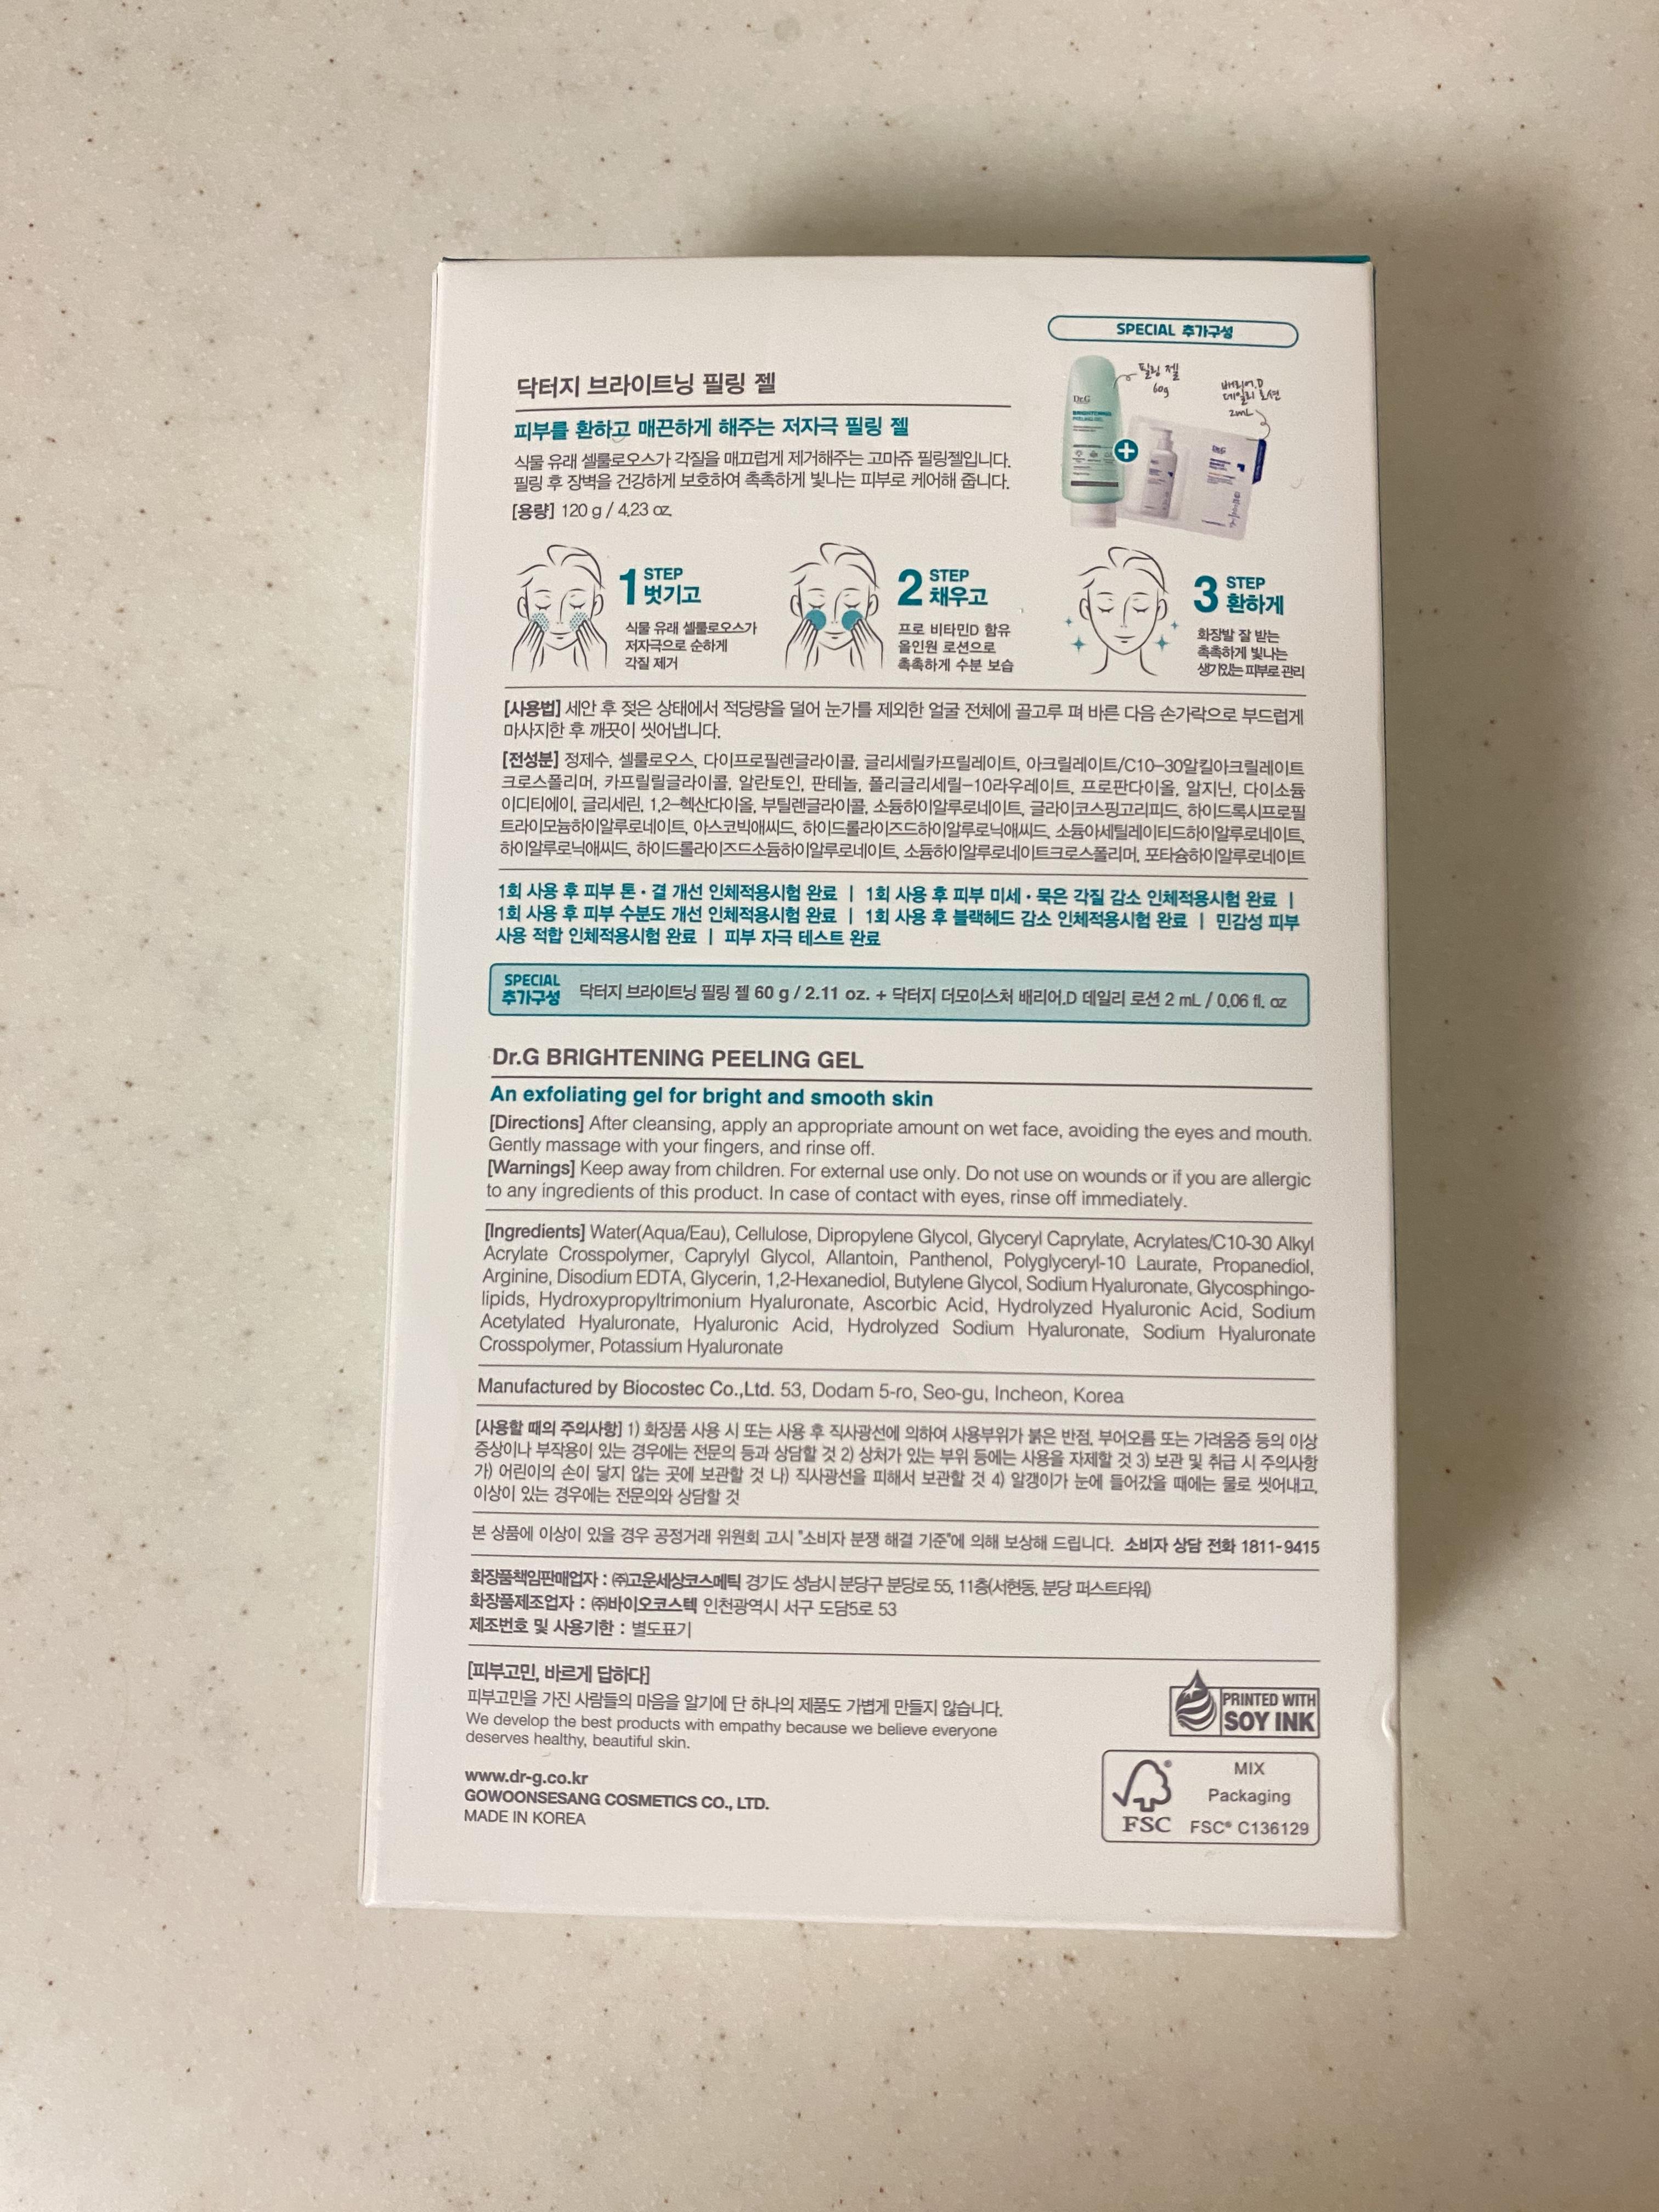 SPECIAL 추가구성
닥터지 브라이트닝 필링 젤
피부를 환하고 매끈하게 해주는 저자극 필링 젤
식물 유래 셀룰로오스가 각질을 매끄럽게 제거해주는 고마쥬 필링젤입니다.
필링 후 장벽을 건강하게 보호하여 촉촉하게 빛나는 피부로 케어해 줍니다.
[용량] 120 g / 4.23 oz.
필링 젤
60g
배리어.D
데일리 로션
2mL
Dr.G
BRIGHTENING
PEELING GEL
1 STEP
벗기고
식물 유래 셀룰로오스가
저자극으로 순하게
각질 제거
2 STEP
채우고
프로 비타민D 함유
올인원 로션으로
촉촉하게 수분 보습
3 STEP
환하게
화장발 잘 받는
촉촉하게 빛나는
생기있는 피부로 관리
[사용법] 세안 후 젖은 상태에서 적당량을 덜어 눈가를 제외한 얼굴 전체에 골고루 펴 바른 다음 손가락으로 부드럽게
마사지한 후 깨끗이 씻어냅니다.
[전성분] 정제수, 셀룰로오스, 다이프로필렌글라이콜, 글리세릴카프릴레이트, 아크릴레이트/C10-30알킬아크릴레이트
크로스폴리머, 카프릴릴글라이콜, 알란토인, 판테놀, 폴리글리세릴-10라우레이트, 프로판다이올, 알지닌, 다이소듐
이디티에이, 글리세린, 1,2-헥산다이올, 부틸렌글라이콜, 소듐하이알루로네이트, 글라이코스핑고리피드, 하이드록시프로필
트라이모늄하이알루로네이트, 아스코빅애씨드, 하이드롤라이즈드하이알루로닉애씨드, 소듐아세틸레이티드하이알루로네이트,
하이알루로닉애씨드, 하이드롤라이즈드소듐하이알루로네이트, 소듐하이알루로네이트크로스폴리머, 포타슘하이알루로네이트
1회 사용 후 피부 톤·결 개선 인체적용시험 완료 | 1회 사용 후 피부 미세·묵은 각질 감소 인체적용시험 완료 |
1회 사용 후 피부 수분도 개선 인체적용시험 완료 | 1회 사용 후 블랙헤드 감소 인체적용시험 완료 | 민감성 피부
사용 적합 인체적용시험 완료 | 피부 자극 테스트 완료
SPECIAL
추가구성
닥터지 브라이트닝 필링 젤 60 g / 2.11 oz. + 닥터지 더모이스처 배리어.D 데일리 로션 2 mL / 0.06 fl. oz
Dr.G BRIGHTENING PEELING GEL
An exfoliating gel for bright and smooth skin
[Directions] After cleansing, apply an appropriate amount on wet face, avoiding the eyes and mouth.
Gently massage with your fingers, and rinse off.
[Warnings] Keep away from children. For external use only. Do not use on wounds or if you are allergic
to any ingredients of this product. In case of contact with eyes, rinse off immediately.
[Ingredients] Water(Aqua/Eau), Cellulose, Dipropylene Glycol, Glyceryl Caprylate, Acrylates/C10-30 Alkyl
Acrylate Crosspolymer, Caprylyl Glycol, Allantoin, Panthenol, Polyglyceryl-10 Laurate, Propanediol,
Arginine, Disodium EDTA, Glycerin, 1,2-Hexanediol, Butylene Glycol, Sodium Hyaluronate, Glycosphingo-
lipids, Hydroxypropyltrimonium Hyaluronate, Ascorbic Acid, Hydrolyzed Hyaluronic Acid, Sodium
Acetylated Hyaluronate, Hyaluronic Acid, Hydrolyzed Sodium Hyaluronate, Sodium Hyaluronate
Crosspolymer, Potassium Hyaluronate
Manufactured by Biocostec Co.,Ltd. 53, Dodam 5-ro, Seo-gu, Incheon, Korea
[사용할 때의 주의사항] 1) 화장품 사용 시 또는 사용 후 직사광선에 의하여 사용부위가 붉은 반점, 부어오름 또는 가려움증 등의 이상
증상이나 부작용이 있는 경우에는 전문의 등과 상담할 것 2) 상처가 있는 부위 등에는 사용을 자제할 것 3) 보관 및 취급 시 주의사항
가) 어린이의 손이 닿지 않는 곳에 보관할 것 나) 직사광선을 피해서 보관할 것 4) 알갱이가 눈에 들어갔을 때에는 물로 씻어내고,
이상이 있는 경우에는 전문의와 상담할 것
본 상품에 이상이 있을 경우 공정거래 위원회 고시 "소비자 분쟁 해결 기준"에 의해 보상해 드립니다. 소비자 상담 전화 1811-9415
화장품책임판매업자 : ㈜고운세상코스메틱 경기도 성남시 분당구 분당로 55, 11층(서현동, 분당 퍼스트타워)
화장품제조업자 : ㈜바이오코스텍 인천광역시 서구 도담5로 53
제조번호 및 사용기한 : 별도표기
[피부고민, 바르게 답하다]
피부고민을 가진 사람들의 마음을 알기에 단 하나의 제품도 가볍게 만들지 않습니다.
We develop the best products with empathy because we believe everyone
deserves healthy, beautiful skin.
www.dr-g.co.kr
GOWOONSESANG COSMETICS CO., LTD.
MADE IN KOREA
PRINTED WITH
SOY INK
FSC
MIX
Packaging
FSC® C136129